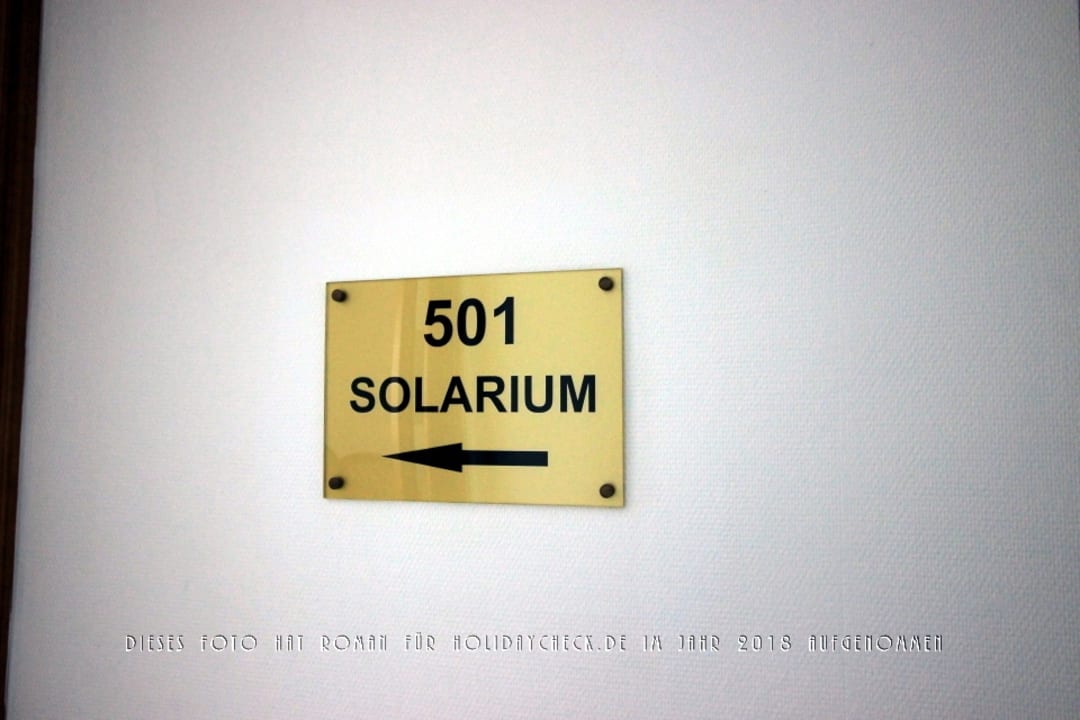 501
SOLARIUM
DIESES FOTO HAT ROMAN FÜR HOLIDAYCHECK.DE IM JAHR 2018 AUFGENOMMEN